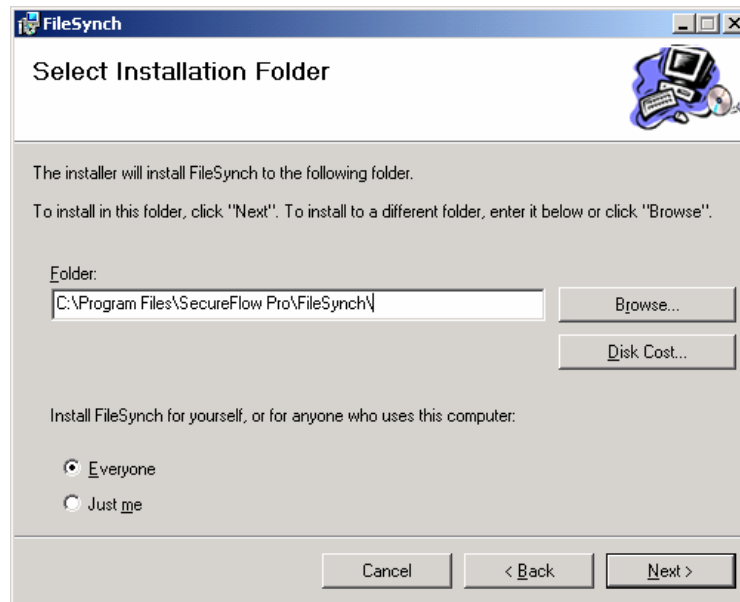 FileSynch
Select Installation Folder
The installer will install FileSynch to the following folder.
To install in this folder, click "Next". To install to a different folder, enter it below or click "Browse".
Folder:
C:\Program Files\SecureFlow Pro\FileSynch\
Browse...
Disk Cost...
Install FileSynch for yourself, or for anyone who uses this computer:
Everyone
Just me
Cancel
< Back
Next >